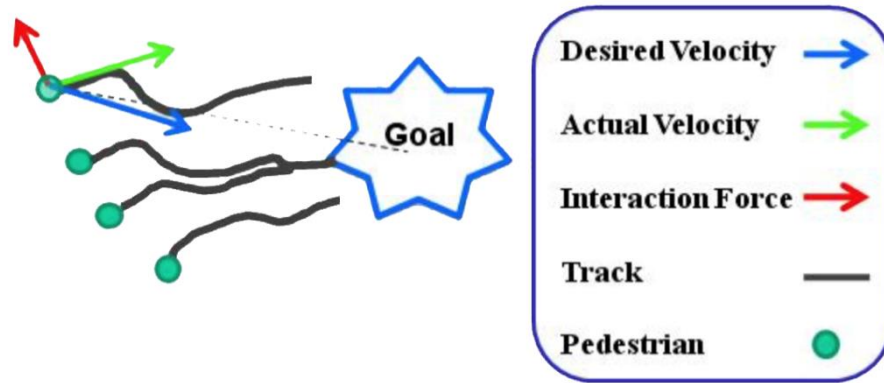 Goal
Desired Velocity
Actual Velocity
Interaction Force
Track
Pedestrian